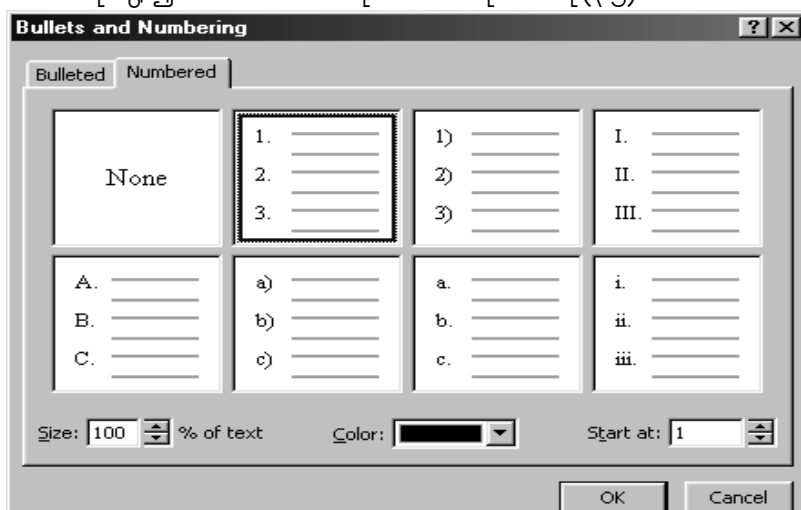 Bullets and Numbering
Bulleted Numbered
None
1.
2.
3.
1)
2)
3)
I.
II.
III.
A.
B.
C.
a)
b)
c)
a.
b.
c.
i.
ii.
iii.
Size: 100 % of text Color: Start at: 1
OK Cancel